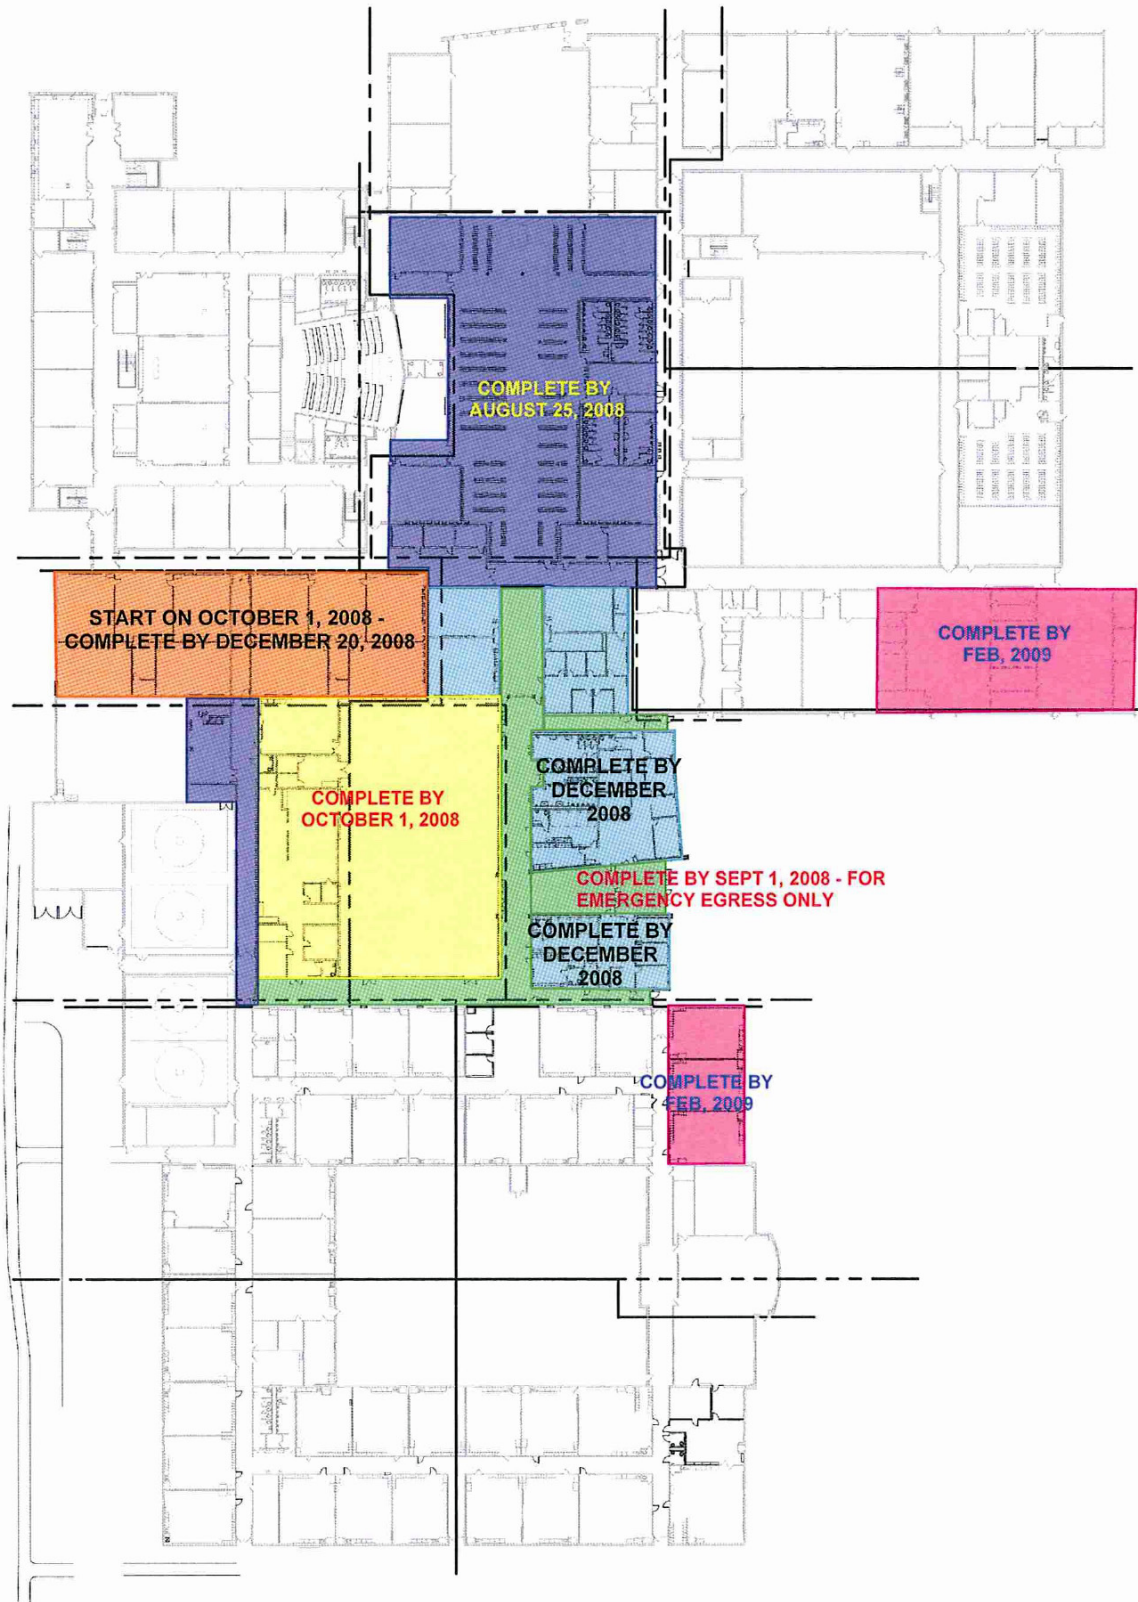 COMPLETE BY
AUGUST 25, 2008
START ON OCTOBER 1, 2008 -
COMPLETE BY DECEMBER 20, 2008
COMPLETE BY
FEB, 2009
COMPLETE BY
DECEMBER
2008
COMPLETE BY
OCTOBER 1, 2008
COMPLETE BY SEPT 1, 2008 - FOR
EMERGENCY EGRESS ONLY
COMPLETE BY
DECEMBER
2008
COMPLETE BY
FEB, 2009